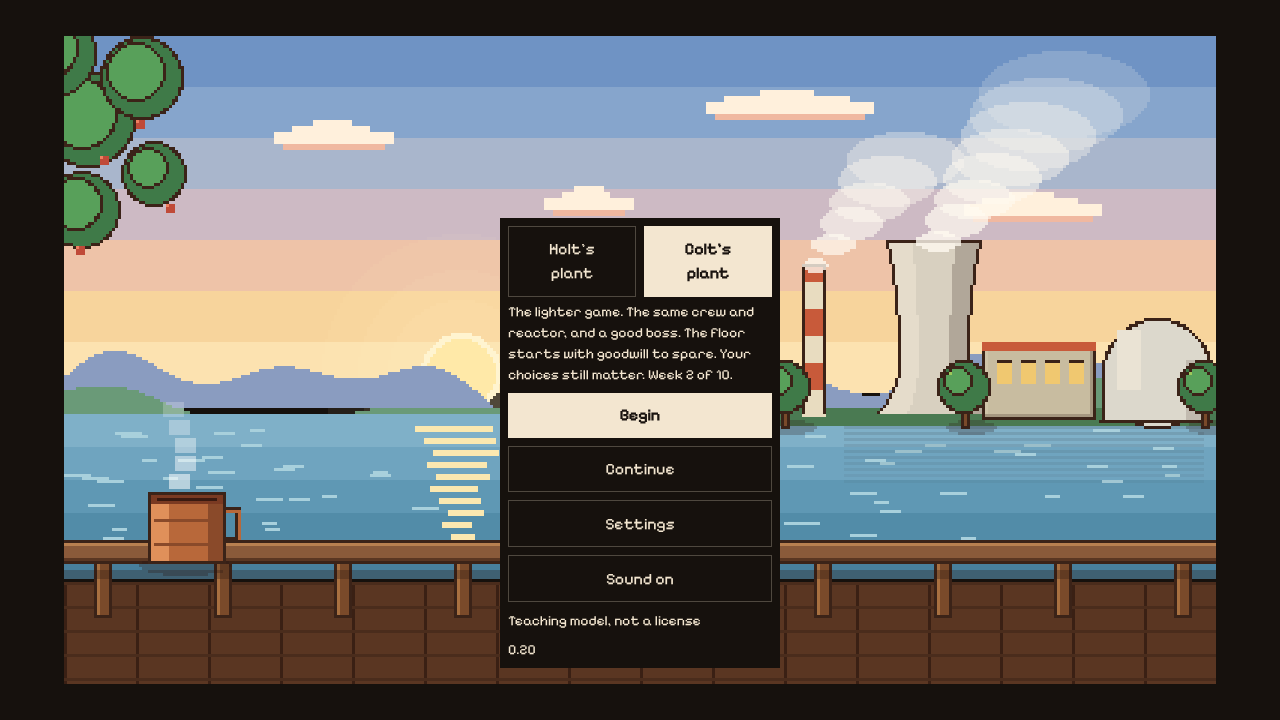 Holt's
plant
Colt's
plant
The lighter game. The same crew and
reactor, and a good boss. The floor
starts with goodwill to spare. Your
choices still matter. Week 2 of 10.
Begin
Continue
Settings
Sound on
Teaching model, not a license
0.20